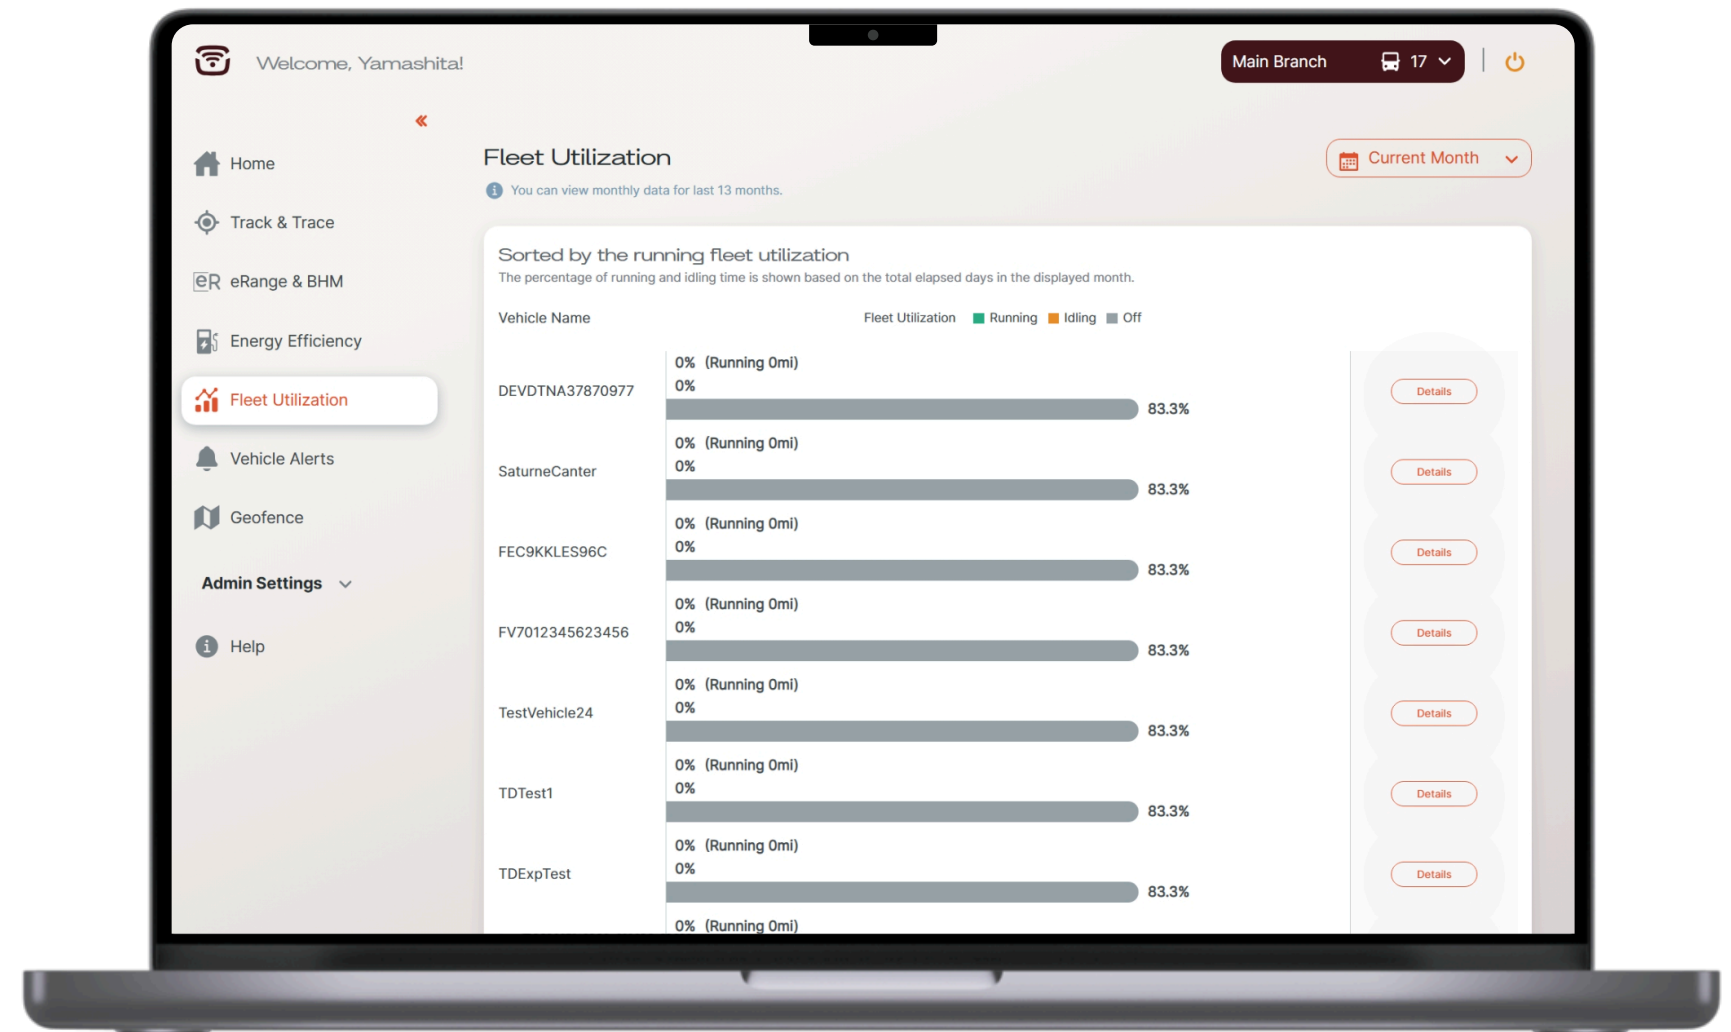 Welcome, Yamashita!
Main Branch 17
Home
Track & Trace
eR eRange & BHM
Energy Efficiency
Fleet Utilization
Vehicle Alerts
Geofence
Admin Settings
Help
Fleet Utilization
Current Month
You can view monthly data for last 13 months.
Sorted by the running fleet utilization
The percentage of running and idling time is shown based on the total elapsed days in the displayed month.
Vehicle Name Fleet Utilization Running Idling Off
0% (Running 0mi)
DEVDTNA37870977 0% Details
83.3%
0% (Running 0mi)
SaturneCanter 0% Details
83.3%
0% (Running 0mi)
FEC9KKLES96C 0% Details
83.3%
0% (Running 0mi)
FV7012345623456 0% Details
83.3%
0% (Running 0mi)
TestVehicle24 0% Details
83.3%
0% (Running 0mi)
TDTest1 0% Details
83.3%
0% (Running 0mi)
TDExpTest 0% Details
83.3%
0% (Running 0mi)